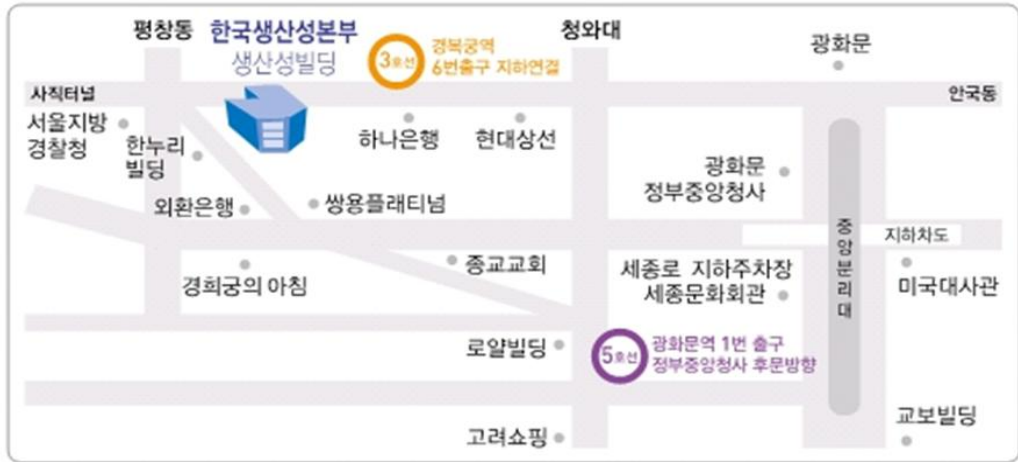 평창동
한국생산성본부
생산성빌딩
3호선
경복궁역
6번출구 지하연결
청와대
광화문
사직터널
안국동
서울지방
경찰청
한누리
빌딩
하나은행
현대상선
광화문
정부중앙청사
외환은행
쌍용플래티넘
중앙분리대
지하차도
종교교회
세종로 지하주차장
세종문화회관
미국대사관
경희궁의 아침
로얄빌딩
5호선
광화문역 1번 출구
정부중앙청사 후문방향
고려쇼핑
교보빌딩